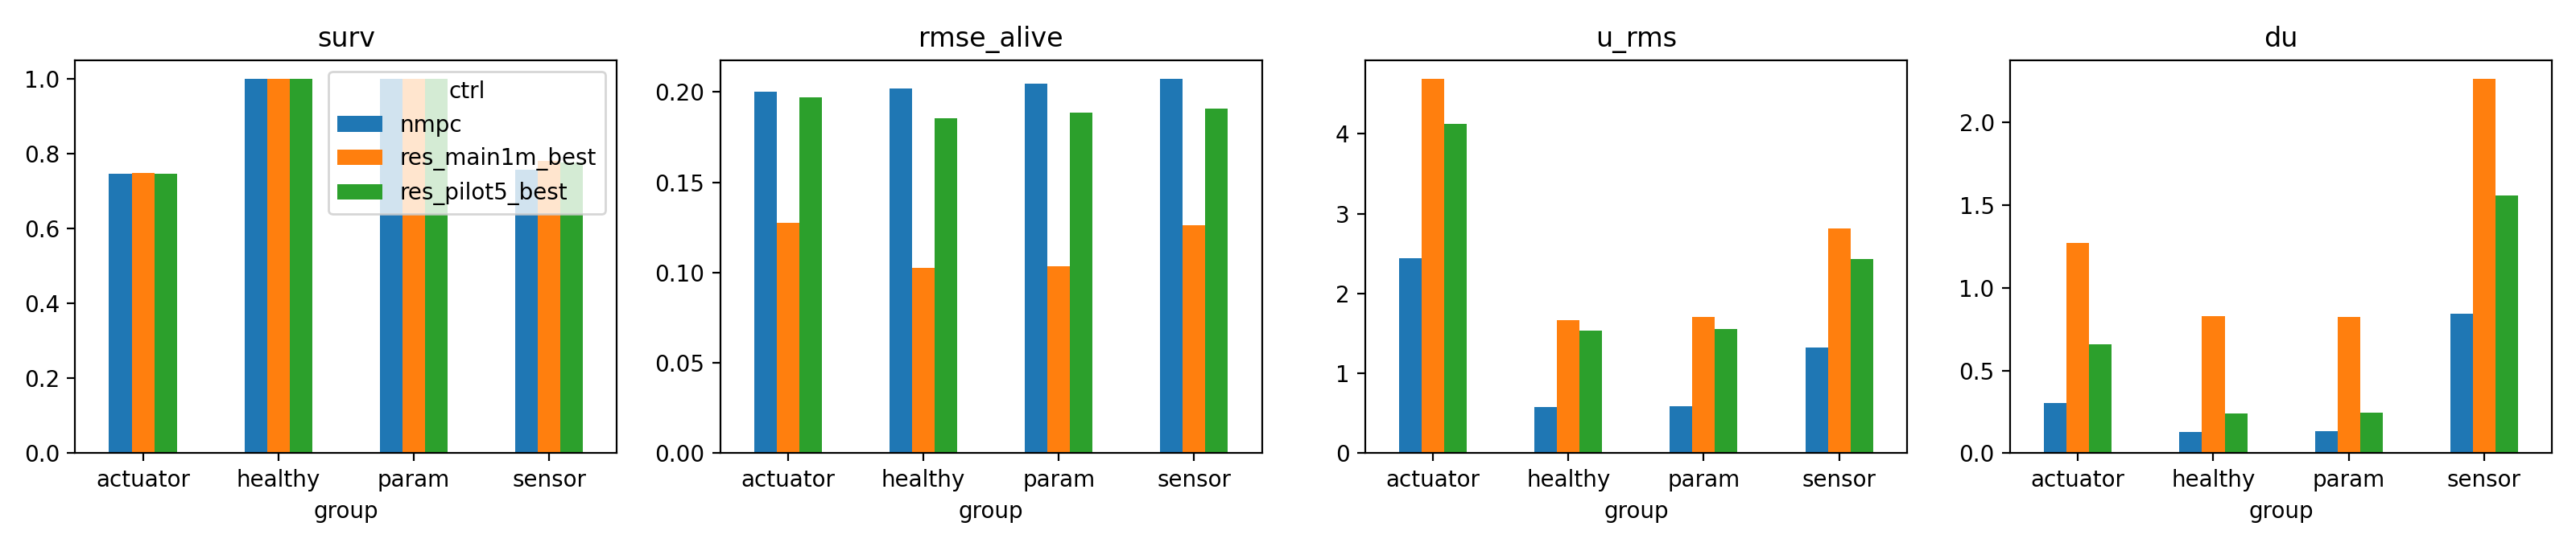 surv
1.0
0.8
0.6
0.4
0.2
0.0
ctrl
nmpc
res_main1m_best
res_pilot5_best
actuator healthy param sensor
group
rmse_alive
0.20
0.15
0.10
0.05
0.00
actuator healthy param sensor
group
u_rms
4
3
2
1
0
actuator healthy param sensor
group
du
2.0
1.5
1.0
0.5
0.0
actuator healthy param sensor
group